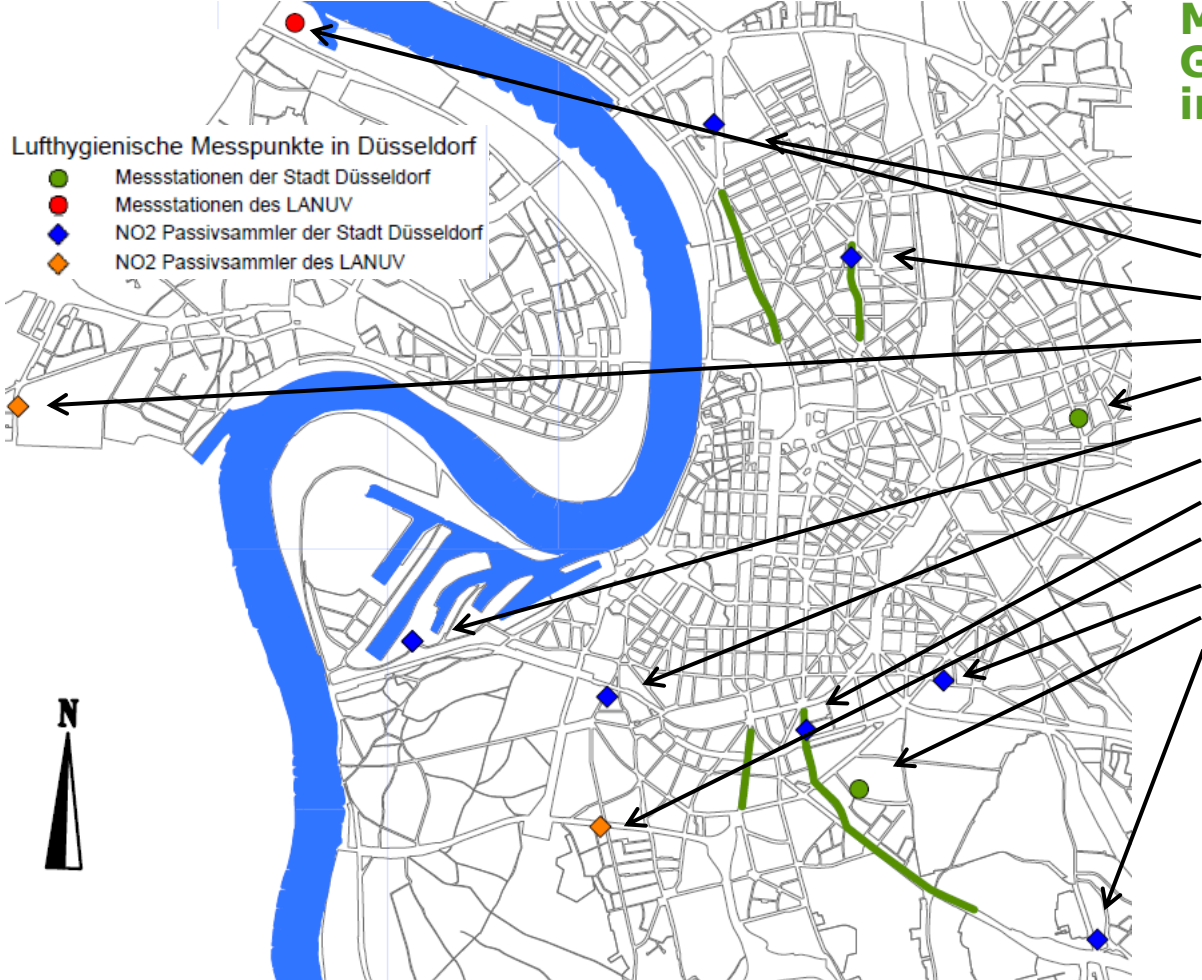 Lufthygienische Messpunkte in Düsseldorf
Messstationen der Stadt Düsseldorf
Messstationen des LANUV
NO2 Passivsammler der Stadt Düsseldorf
NO2 Passivsammler des LANUV
N